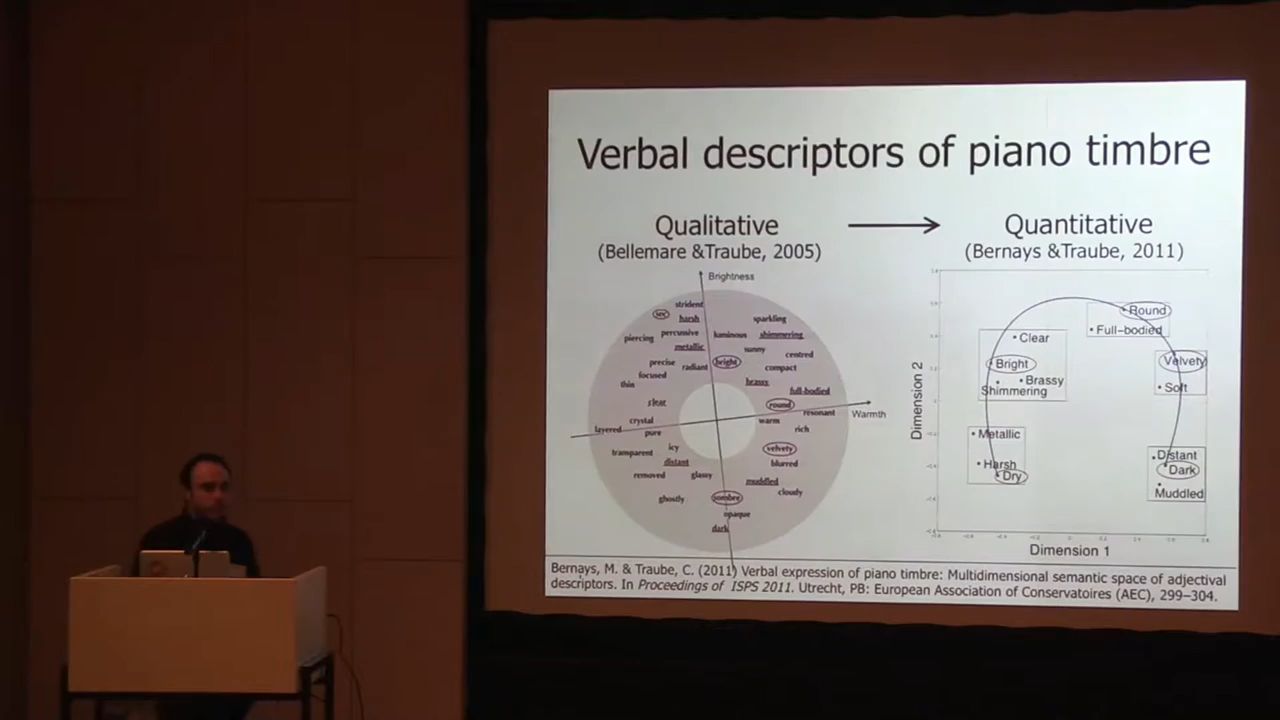 Verbal descriptors of piano timbre
Qualitative
(Bellemare &Traube, 2005)
Quantitative
(Bernays &Traube, 2011)
Brightness
strident
sec
harsh
sparkling
piercing
percussive
luminous
shimmering
metallic
sunny
centred
precise
radiant
bright
compact
focused
thin
brassy
full-bodied
clear
round
resonant
Warmth
crystal
warm
layered
pure
rich
transparent
icy
velvety
distant
blurred
removed
glassy
muddled
ghostly
sombre
cloudy
opaque
dark
Dimension 2
Round
Full-bodied
Clear
Bright
Velvety
Brassy
Shimmering
Soft
Metallic
Distant
Harsh
Dark
Dry
Muddled
Dimension 1
Bernays, M. & Traube, C. (2011) Verbal expression of piano timbre: Multidimensional semantic space of adjectival
descriptors. In Proceedings of ISPS 2011. Utrecht, PB: European Association of Conservatoires (AEC), 299–304.